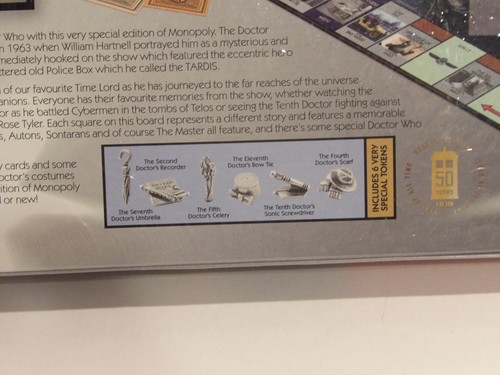 Who with this very special edition of Monopoly. The Doctor
1963 when William Hartnell portrayed him as a mysterious and
mediately hooked on the show which featured the eccentric hero
ttered old Police Box which he called the TARDIS.
of our favourite Time Lord as he has journeyed to the far reaches of the universe
anions. Everyone has their favourite memories from the show, whether watching the
or as he battled Cybermen in the tombs of Telos or seeing the Tenth Doctor fighting against
Rose Tyler. Each square on this board represents a different story and features a memorable
s, Autons, Sontarans and of course The Master all feature, and there's some special Doctor Who
y cards and some
octor's costumes
ition of Monopoly
or new!
The Second
Doctor's Recorder
The Eleventh
Doctor's Bow Tie
The Fourth
Doctor's Scarf
The Seventh
Doctor's Umbrella
The Fifth
Doctor's Celery
The Tenth Doctor's
Sonic Screwdriver
INCLUDES 6 VERY
SPECIAL TOKENS
50
YEARS